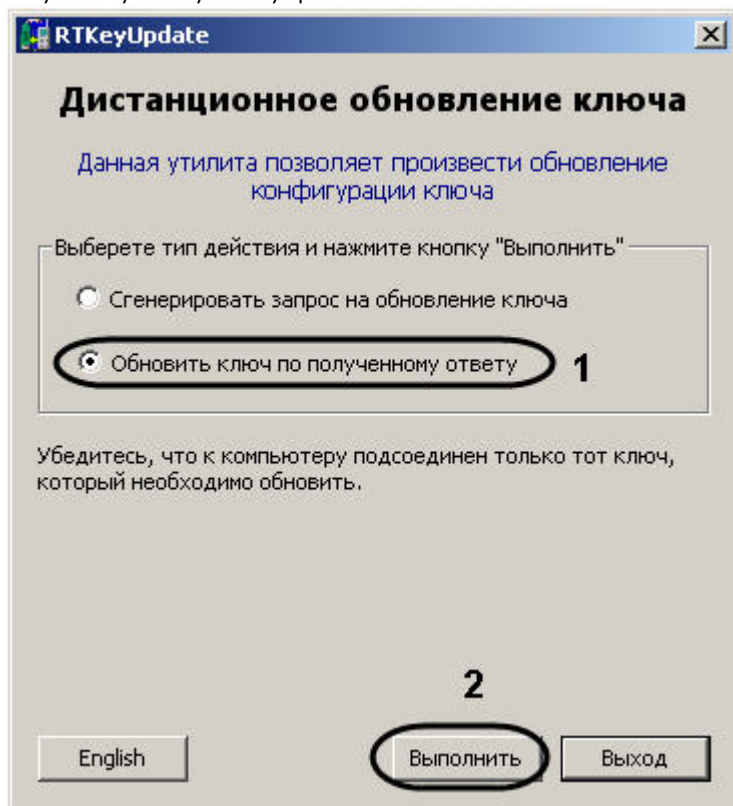 RTKeyUpdate
Дистанционное обновление ключа
Данная утилита позволяет произвести обновление
конфигурации ключа
Выберете тип действия и нажмите кнопку "Выполнить"
Сгенерировать запрос на обновление ключа
Обновить ключ по полученному ответу 1
Убедитесь, что к компьютеру подсоединен только тот ключ,
который необходимо обновить.
2
English Выполнить Выход